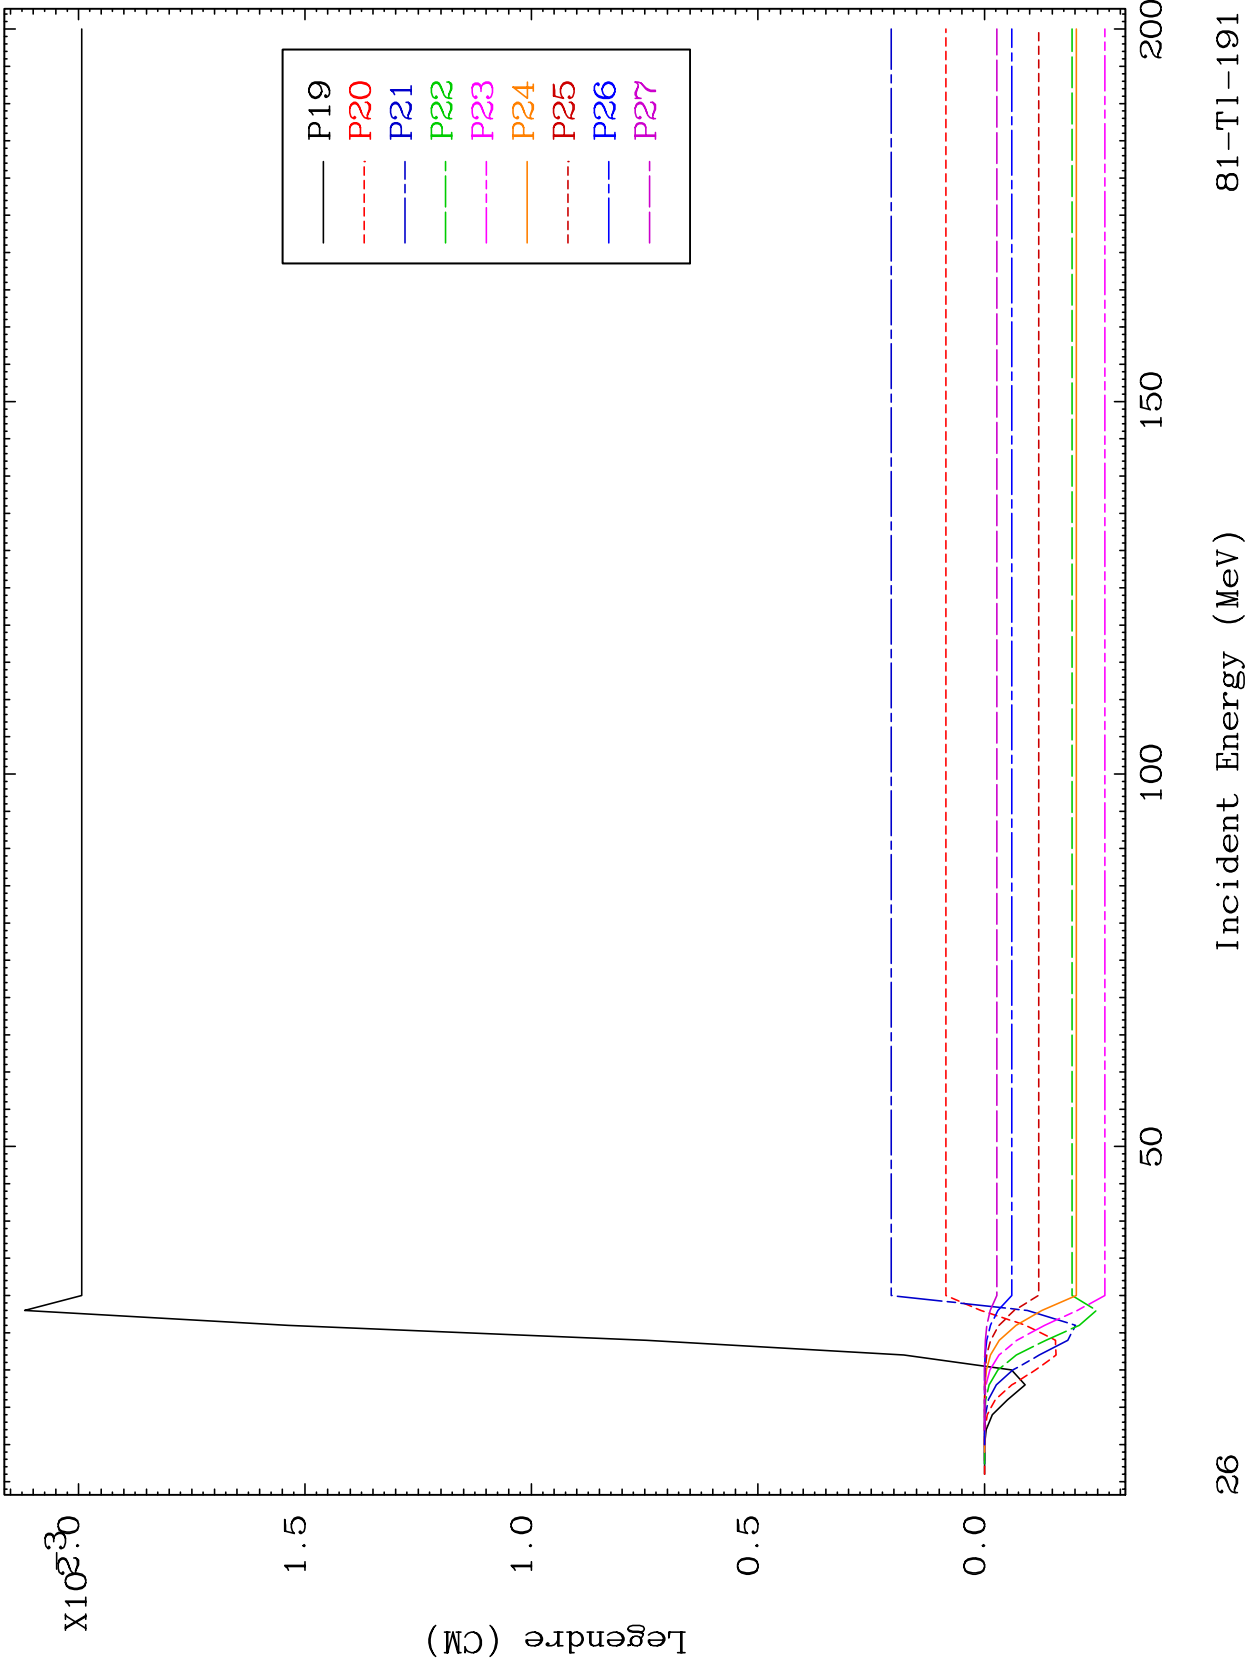 X10-3
2.0
1.5
1.0
0.5
0.0
Legendre (CM)
P19
P20
P21
P22
P23
P24
P25
P26
P27
50
100
150
200
26
Incident Energy (MeV)
81-Tl-191